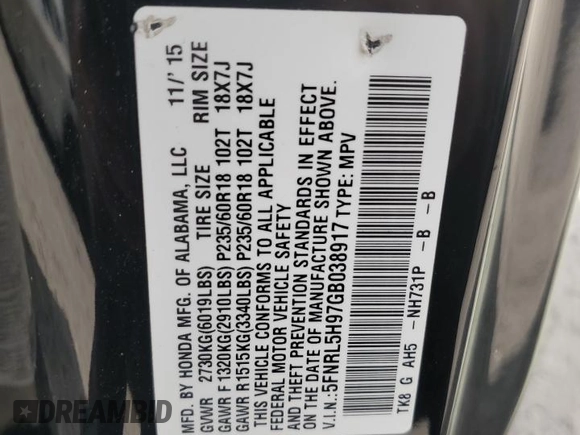 MFD. BY HONDA MFG. OF ALABAMA, LLC 11/'15
GVWR 2730KG(6019LBS) TIRE SIZE RIM SIZE
GAWR F 1320KG(2910LBS) P235/60R18 102T 18X7J
GAWR R1515KG(3340LBS) P235/60R18 102T 18X7J
THIS VEHICLE CONFORMS TO ALL APPLICABLE
FEDERAL MOTOR VEHICLE SAFETY
AND THEFT PREVENTION STANDARDS IN EFFECT
ON THE DATE OF MANUFACTURE SHOWN ABOVE.
V.I.N.:5FNRL5H97GB038917 TYPE: MPV
TK8 G AH5 -NH731P -B -B
DREAMBID